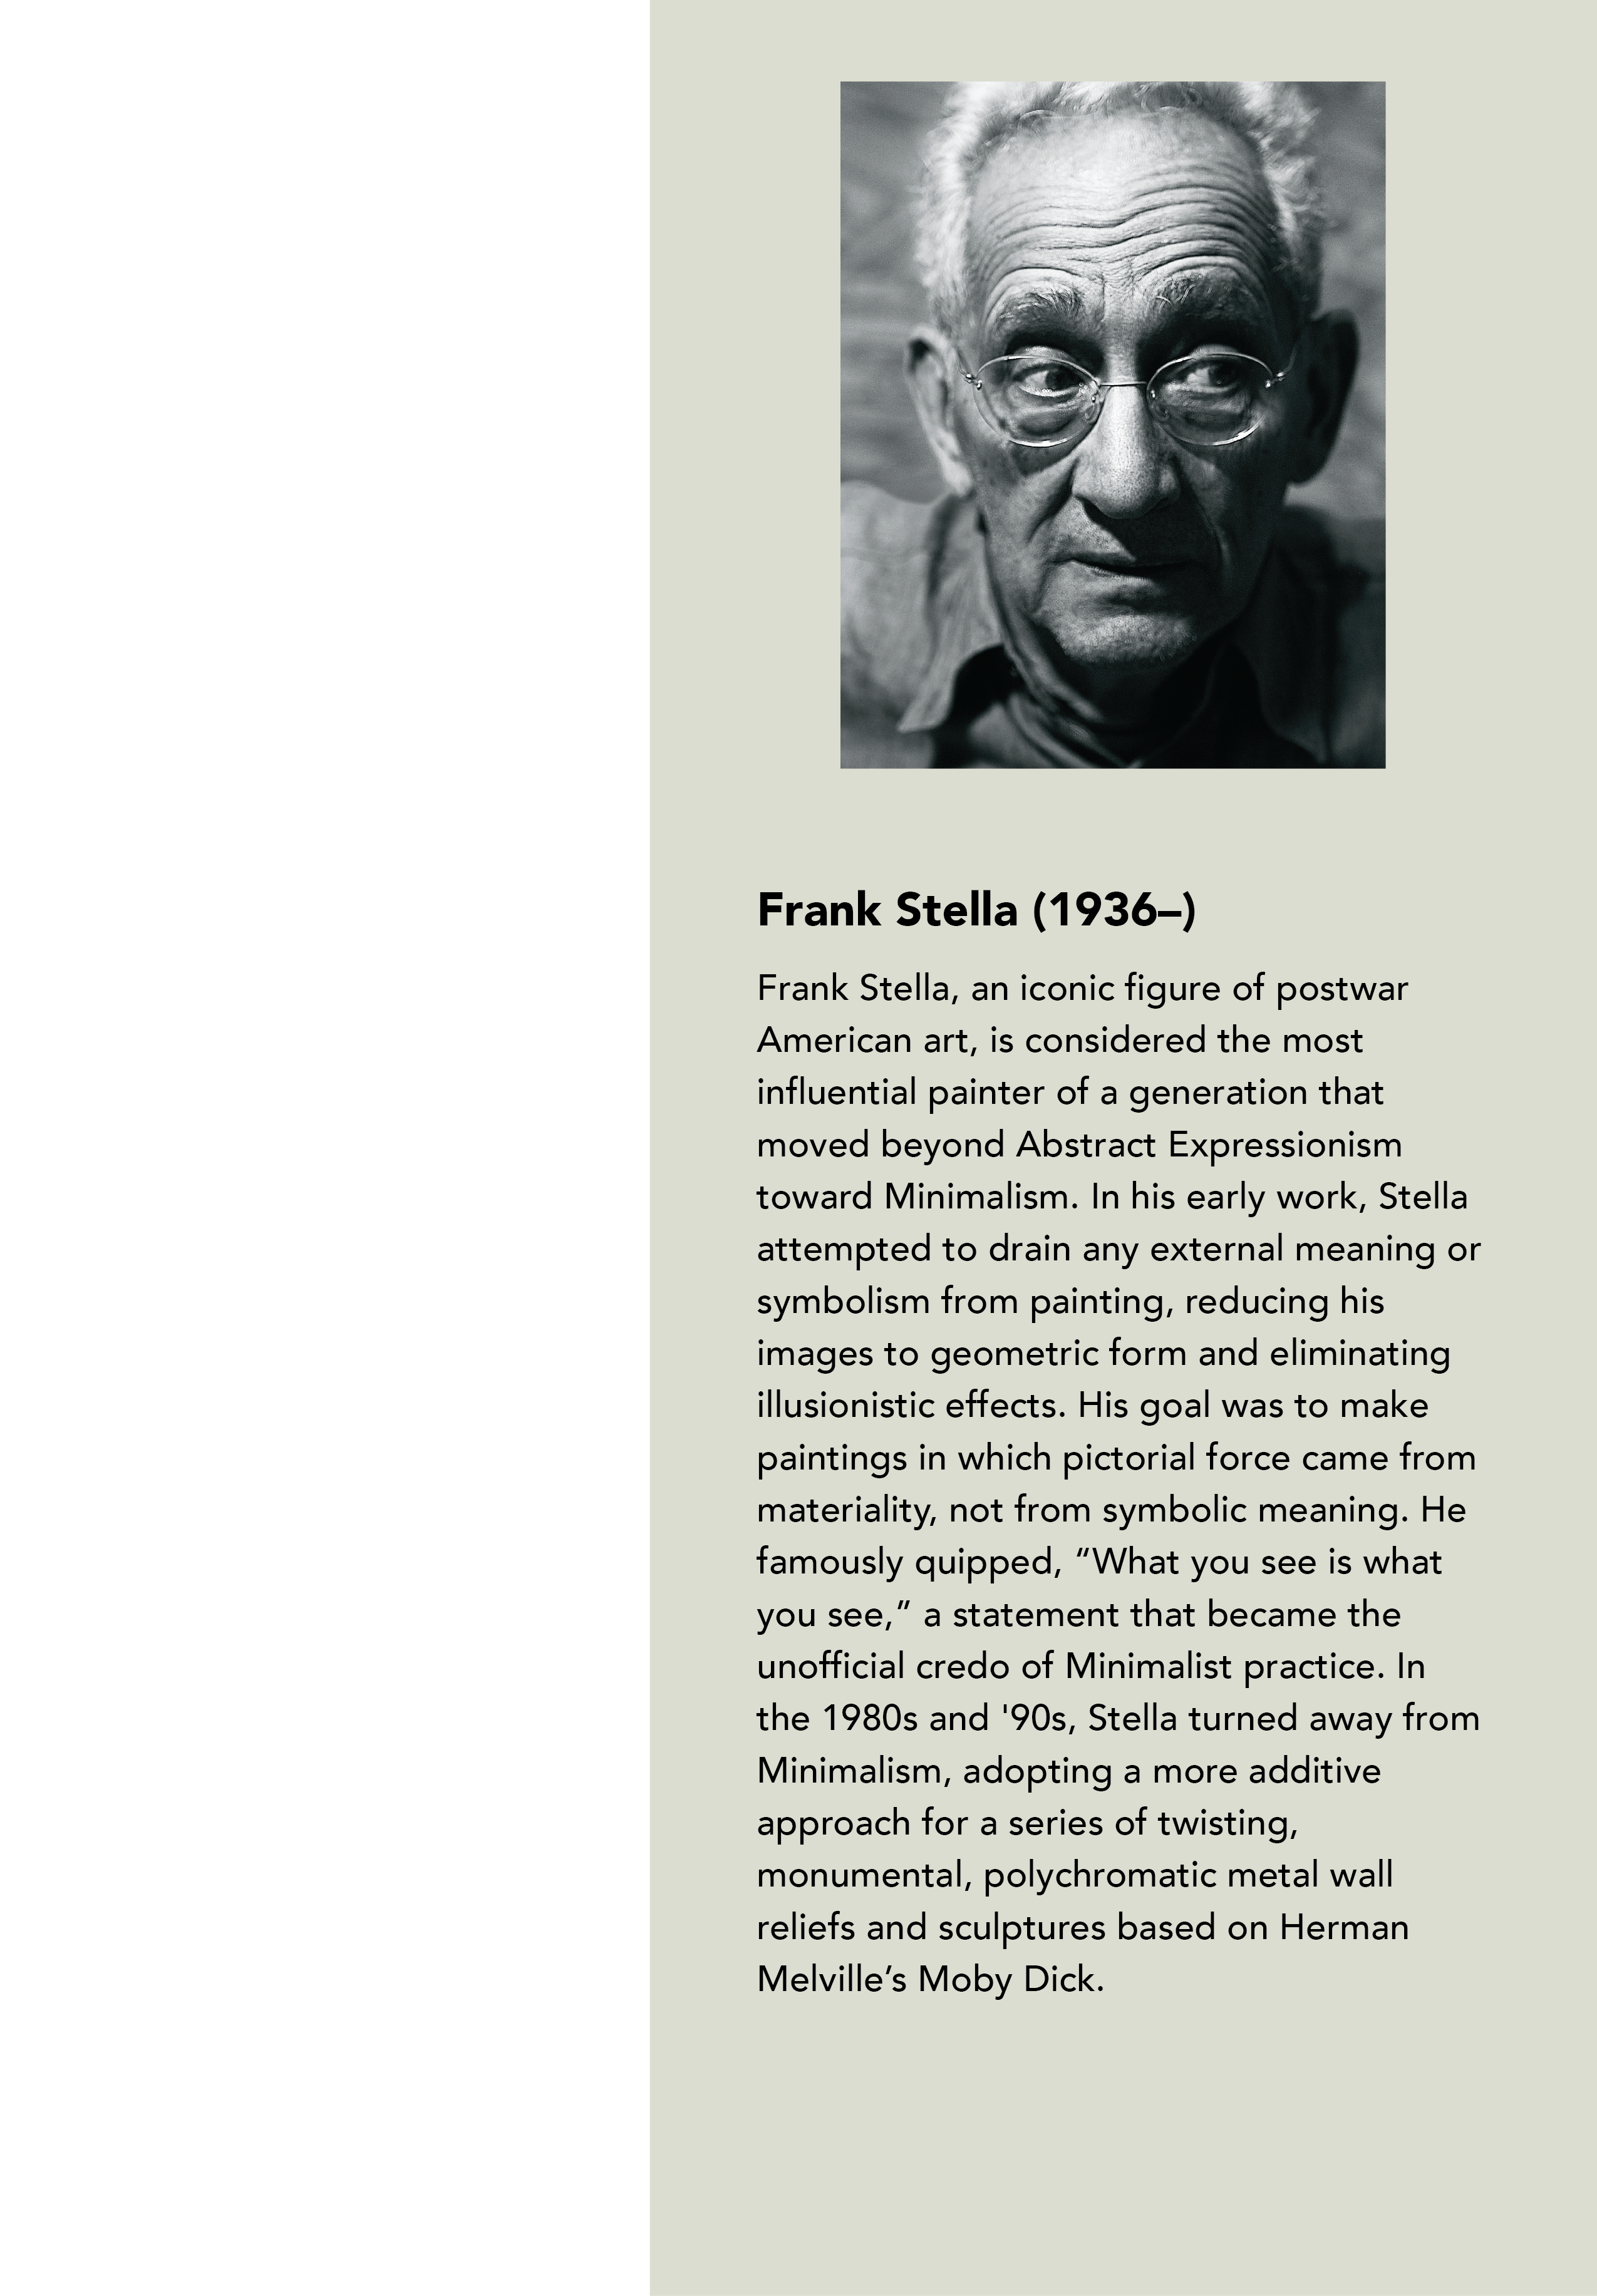 Frank Stella (1936–)
Frank Stella, an iconic figure of postwar
American art, is considered the most
influential painter of a generation that
moved beyond Abstract Expressionism
toward Minimalism. In his early work, Stella
attempted to drain any external meaning or
symbolism from painting, reducing his
images to geometric form and eliminating
illusionistic effects. His goal was to make
paintings in which pictorial force came from
materiality, not from symbolic meaning. He
famously quipped, “What you see is what
you see,” a statement that became the
unofficial credo of Minimalist practice. In
the 1980s and '90s, Stella turned away from
Minimalism, adopting a more additive
approach for a series of twisting,
monumental, polychromatic metal wall
reliefs and sculptures based on Herman
Melville’s Moby Dick.